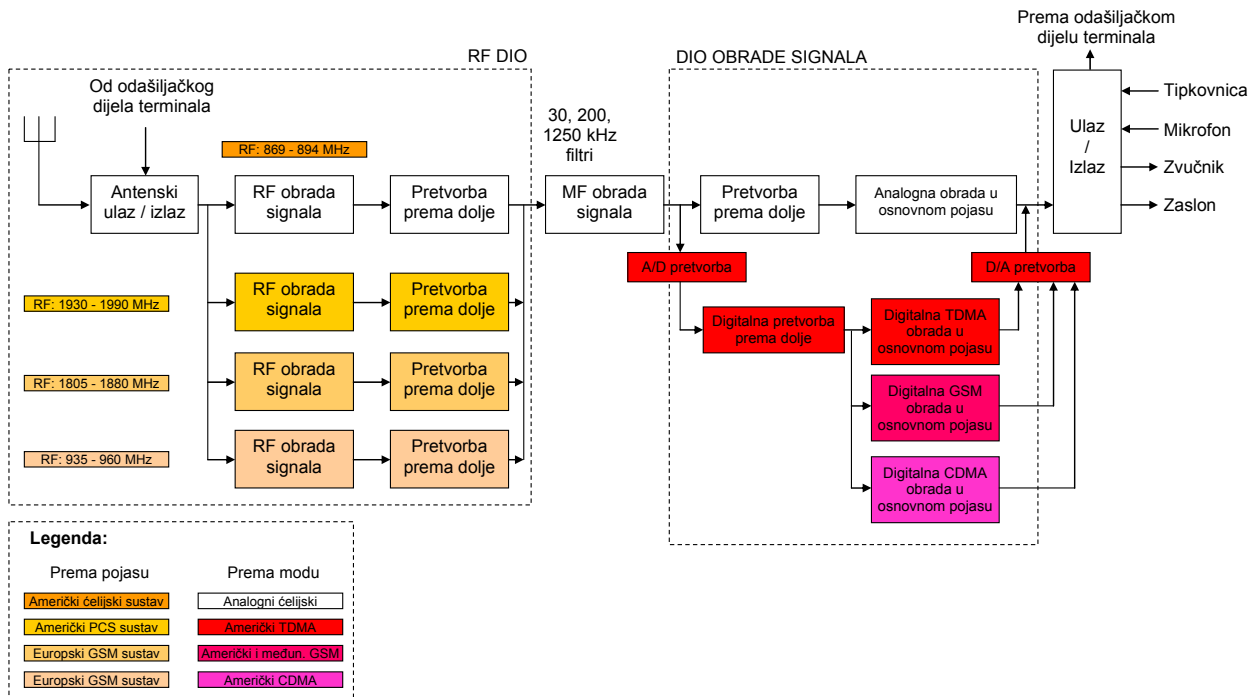 Prema odašiljačkom
dijelu terminala
RF DIO
DIO OBRADE SIGNALA
Od odašiljačkog
dijela terminala
30, 200,
1250 kHz
filtri
RF: 869 - 894 MHz
Ulaz
/
Izlaz
Tipkovnica
Mikrofon
Zvučnik
Zaslon
Antenski
ulaz / izlaz
RF obrada
signala
Pretvorba
prema dolje
MF obrada
signala
Pretvorba
prema dolje
Analogna obrada u
osnovnom pojasu
A/D pretvorba
D/A pretvorba
RF: 1930 - 1990 MHz
RF obrada
signala
Pretvorba
prema dolje
Digitalna pretvorba
prema dolje
Digitalna TDMA
obrada u
osnovnom pojasu
RF: 1805 - 1880 MHz
RF obrada
signala
Pretvorba
prema dolje
Digitalna GSM
obrada u
osnovnom pojasu
RF: 935 - 960 MHz
RF obrada
signala
Pretvorba
prema dolje
Digitalna CDMA
obrada u
osnovnom pojasu
Legenda:
Prema pojasu
Prema modu
Američki ćelijski sustav
Analogni ćelijski
Američki PCS sustav
Američki TDMA
Europski GSM sustav
Američki i međun. GSM
Europski GSM sustav
Američki CDMA